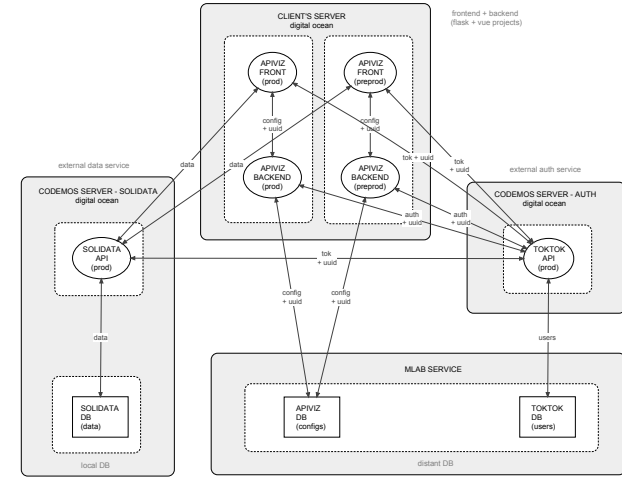 CLIENT'S SERVER
digital ocean
frontend + backend
(flask + vue projects)
APIVIZ
FRONT
(prod)
APIVIZ
FRONT
(preprod)
config
+ uuid
config
+ uuid
data
data
tok + uuid
tok
+ uuid
external data service
external auth service
APIVIZ
BACKEND
(prod)
APIVIZ
BACKEND
(preprod)
CODEMOS SERVER - SOLIDATA
digital ocean
CODEMOS SERVER - AUTH
digital ocean
auth
+ uuid
auth
+ uuid
SOLIDATA
API
(prod)
tok
+ uuid
TOKTOK
API
(prod)
config
+ uuid
config
+ uuid
data
users
MLAB SERVICE
SOLIDATA
DB
(data)
APIVIZ
DB
(configs)
TOKTOK
DB
(users)
local DB
distant DB